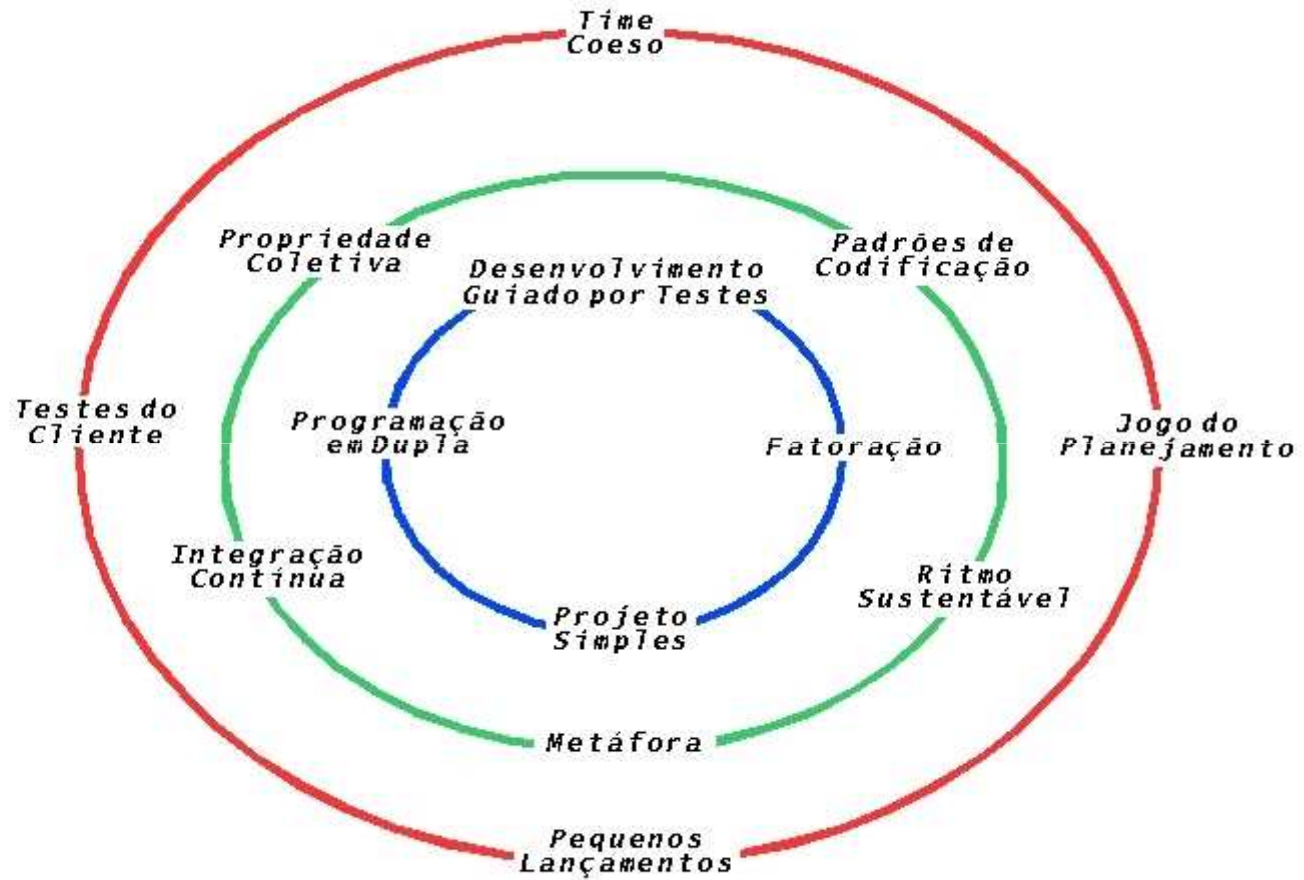 Time
Coeso
Propriedade
Coletiva
Padrões de
Codificação
Desenvolvimento
Guiado por Testes
Testes do
Cliente
Programação
em Dupla
Fatoração
Jogo do
Planejamento
Integração
Contínua
Ritmo
Sustentável
Projeto
Simples
Metáfora
Pequenos
Lançamentos